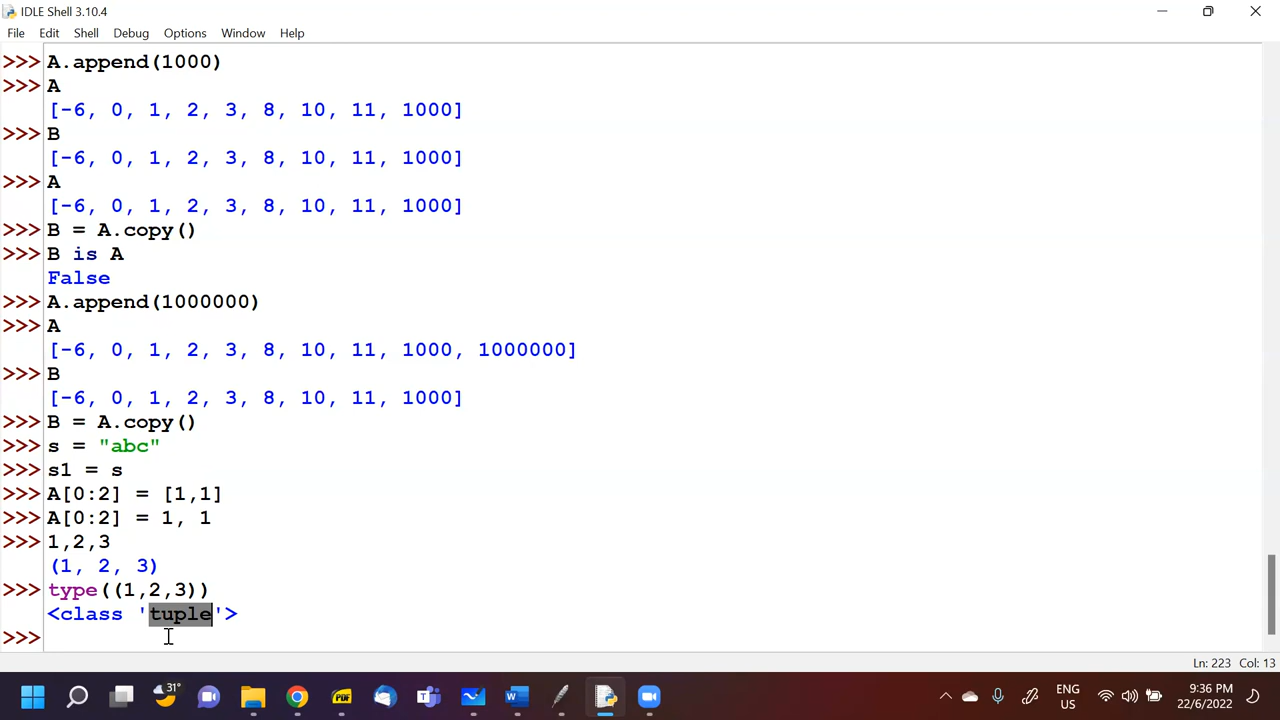 IDLE Shell 3.10.4
File Edit Shell Debug Options Window Help
>>> A.append(1000)
>>> A
[-6, 0, 1, 2, 3, 8, 10, 11, 1000]
>>> B
[-6, 0, 1, 2, 3, 8, 10, 11, 1000]
>>> A
[-6, 0, 1, 2, 3, 8, 10, 11, 1000]
>>> B = A.copy()
>>> B is A
False
>>> A.append(1000000)
>>> A
[-6, 0, 1, 2, 3, 8, 10, 11, 1000, 1000000]
>>> B
[-6, 0, 1, 2, 3, 8, 10, 11, 1000]
>>> B = A.copy()
>>> s = "abc"
>>> s1 = s
>>> A[0:2] = [1,1]
>>> A[0:2] = 1, 1
>>> 1,2,3
(1, 2, 3)
>>> type((1,2,3))
<class 'tuple'>
>>>
Ln: 223 Col: 13
31°
PDF
ENG
US
9:36 PM
22/6/2022